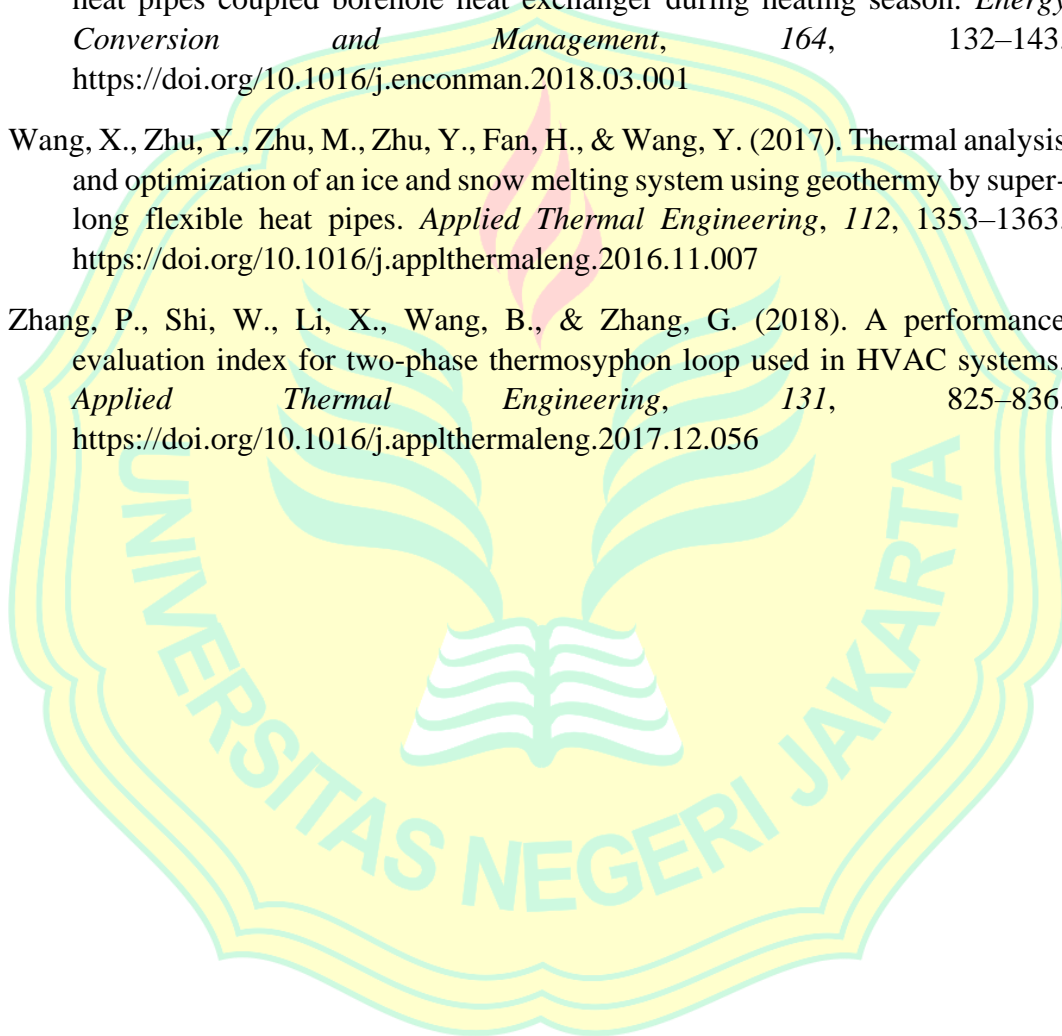 heat pipes coupled borehole heat exchanger during heating season. Energy
Conversion and Management, 164, 132–143.
https://doi.org/10.1016/j.enconman.2018.03.001
Wang, X., Zhu, Y., Zhu, M., Zhu, Y., Fan, H., & Wang, Y. (2017). Thermal analysis
and optimization of an ice and snow melting system using geothermy by super-
long flexible heat pipes. Applied Thermal Engineering, 112, 1353–1363.
https://doi.org/10.1016/j.applthermaleng.2016.11.007
Zhang, P., Shi, W., Li, X., Wang, B., & Zhang, G. (2018). A performance
evaluation index for two-phase thermosyphon loop used in HVAC systems.
Applied Thermal Engineering, 131, 825–836.
https://doi.org/10.1016/j.applthermaleng.2017.12.056
UNIVERSITAS NEGERI JAKARTA